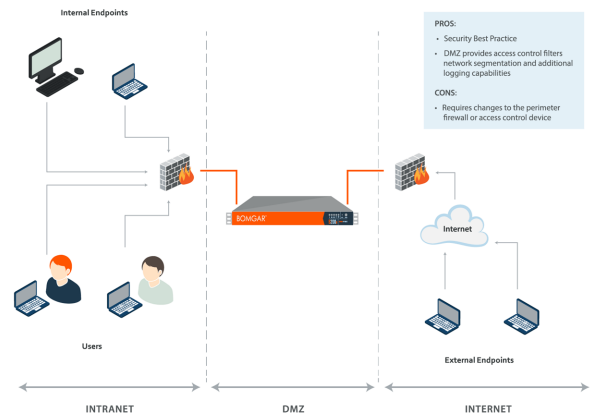 Internal Endpoints
PROS:
• Security Best Practice
• DMZ provides access control filters
network segmentation and additional
logging capabilities
CONS:
• Requires changes to the perimeter
firewall or access control device
BOMGAR
Internet
Users
External Endpoints
INTRANET
DMZ
INTERNET